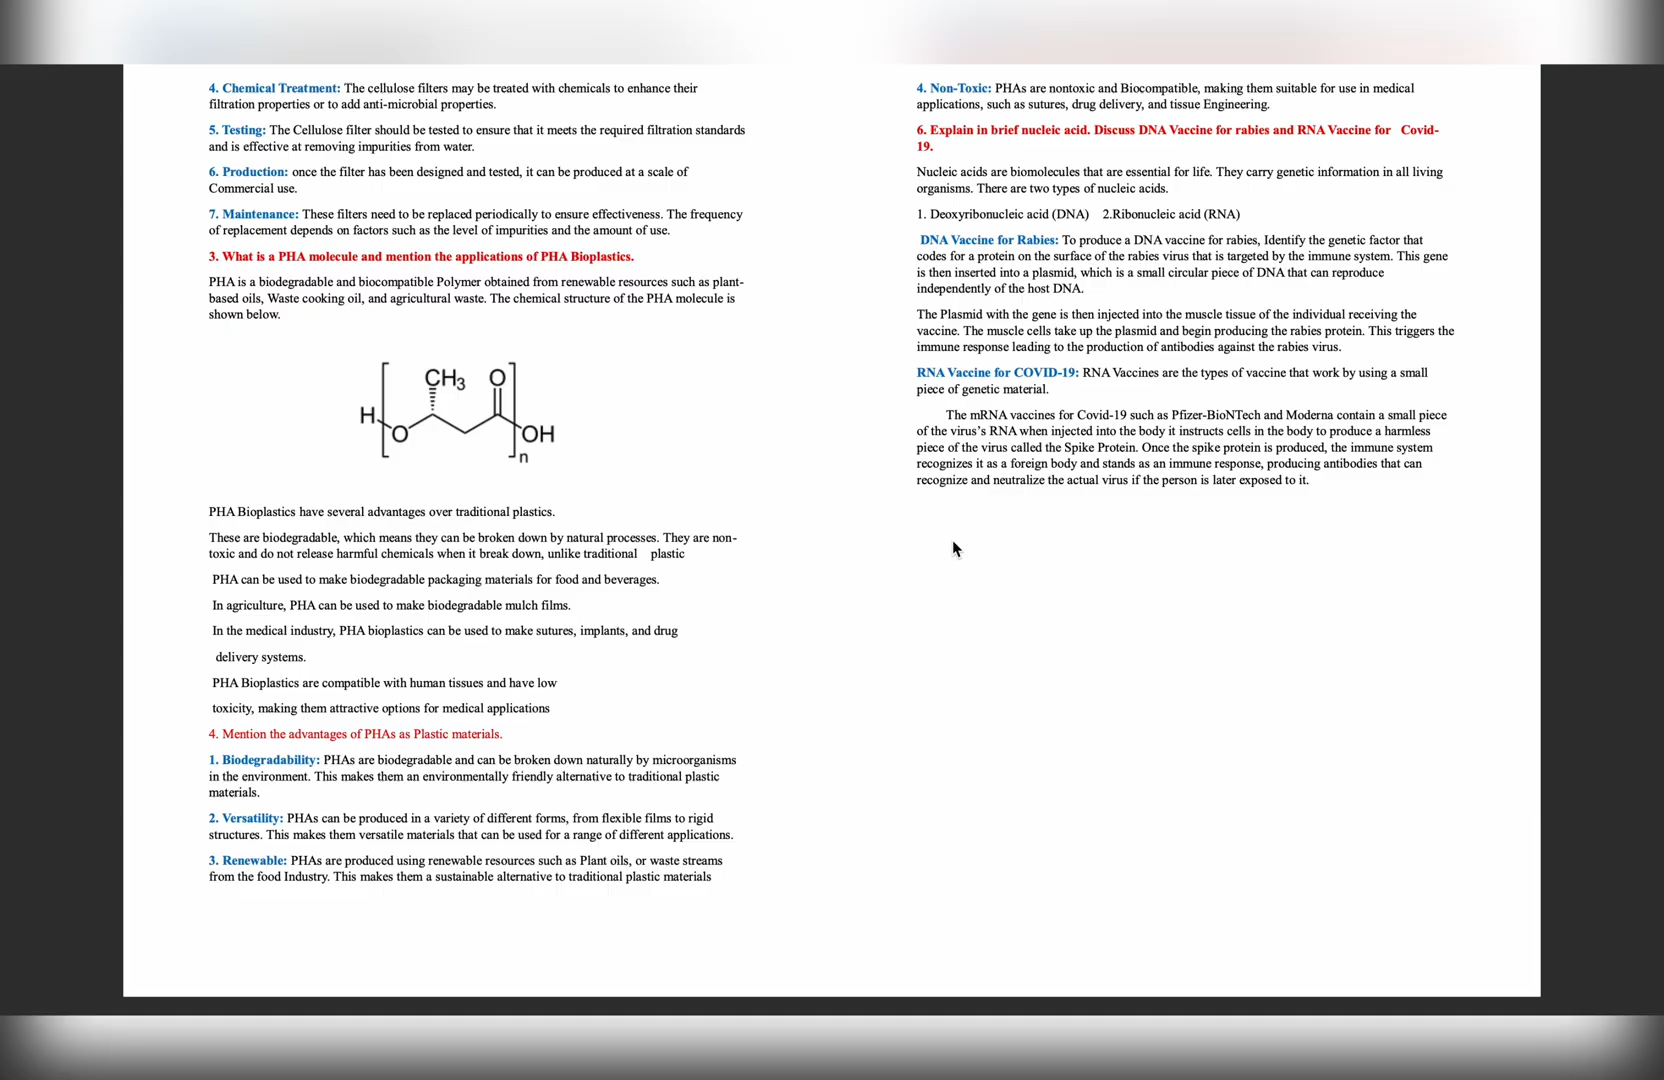 4. Chemical Treatment: The cellulose filters may be treated with chemicals to enhance their
filtration properties or to add anti-microbial properties.
5. Testing: The Cellulose filter should be tested to ensure that it meets the required filtration standards
and is effective at removing impurities from water.
6. Production: once the filter has been designed and tested, it can be produced at a scale of
Commercial use.
7. Maintenance: These filters need to be replaced periodically to ensure effectiveness. The frequency
of replacement depends on factors such as the level of impurities and the amount of use.
3. What is a PHA molecule and mention the applications of PHA Bioplastics.
PHA is a biodegradable and biocompatible Polymer obtained from renewable resources such as plant-
based oils, Waste cooking oil, and agricultural waste. The chemical structure of the PHA molecule is
shown below.
CH3 O
H
O OH
n
PHA Bioplastics have several advantages over traditional plastics.
These are biodegradable, which means they can be broken down by natural processes. They are non-
toxic and do not release harmful chemicals when it break down, unlike traditional plastic
PHA can be used to make biodegradable packaging materials for food and beverages.
In agriculture, PHA can be used to make biodegradable mulch films.
In the medical industry, PHA bioplastics can be used to make sutures, implants, and drug
delivery systems.
PHA Bioplastics are compatible with human tissues and have low
toxicity, making them attractive options for medical applications
4. Mention the advantages of PHAs as Plastic materials.
1. Biodegradability: PHAs are biodegradable and can be broken down naturally by microorganisms
in the environment. This makes them an environmentally friendly alternative to traditional plastic
materials.
2. Versatility: PHAs can be produced in a variety of different forms, from flexible films to rigid
structures. This makes them versatile materials that can be used for a range of different applications.
3. Renewable: PHAs are produced using renewable resources such as Plant oils, or waste streams
from the food Industry. This makes them a sustainable alternative to traditional plastic materials
4. Non-Toxic: PHAs are nontoxic and Biocompatible, making them suitable for use in medical
applications, such as sutures, drug delivery, and tissue Engineering.
6. Explain in brief nucleic acid. Discuss DNA Vaccine for rabies and RNA Vaccine for Covid-
19.
Nucleic acids are biomolecules that are essential for life. They carry genetic information in all living
organisms. There are two types of nucleic acids.
1. Deoxyribonucleic acid (DNA) 2.Ribonucleic acid (RNA)
DNA Vaccine for Rabies: To produce a DNA vaccine for rabies, Identify the genetic factor that
codes for a protein on the surface of the rabies virus that is targeted by the immune system. This gene
is then inserted into a plasmid, which is a small circular piece of DNA that can reproduce
independently of the host DNA.
The Plasmid with the gene is then injected into the muscle tissue of the individual receiving the
vaccine. The muscle cells take up the plasmid and begin producing the rabies protein. This triggers the
immune response leading to the production of antibodies against the rabies virus.
RNA Vaccine for COVID-19: RNA Vaccines are the types of vaccine that work by using a small
piece of genetic material.
The mRNA vaccines for Covid-19 such as Pfizer-BioNTech and Moderna contain a small piece
of the virus’s RNA when injected into the body it instructs cells in the body to produce a harmless
piece of the virus called the Spike Protein. Once the spike protein is produced, the immune system
recognizes it as a foreign body and stands as an immune response, producing antibodies that can
recognize and neutralize the actual virus if the person is later exposed to it.